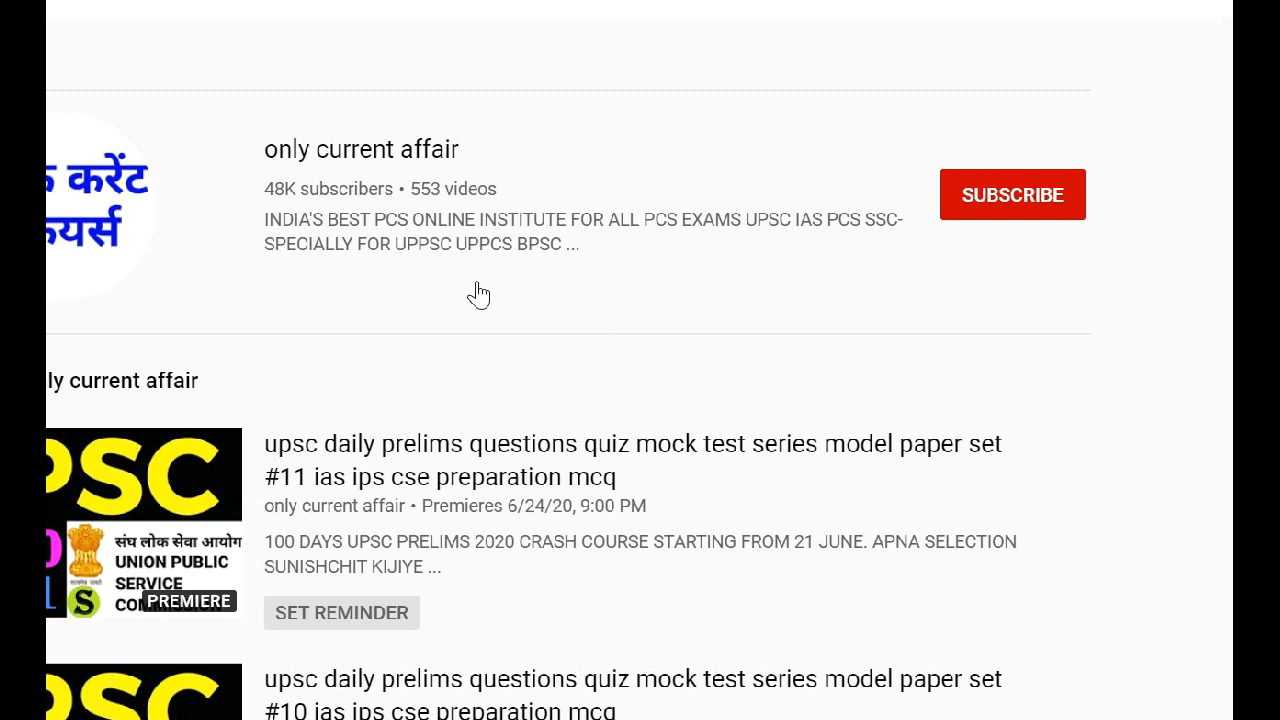 only current affair
48K subscribers • 553 videos
INDIA'S BEST PCS ONLINE INSTITUTE FOR ALL PCS EXAMS UPSC IAS PCS SSC-
SPECIALLY FOR UPPSC UPPCS BPSC ...
SUBSCRIBE
करेंट
ly current affair
PSC
संघ लोक सेवा आयोग
UNION PUBLIC
SERVICE
S
PREMIERE
upsc daily prelims questions quiz mock test series model paper set
#11 ias ips cse preparation mcq
only current affair • Premieres 6/24/20, 9:00 PM
100 DAYS UPSC PRELIMS 2020 CRASH COURSE STARTING FROM 21 JUNE. APNA SELECTION
SUNISHCHIT KIJIYE ...
SET REMINDER
PSC
upsc daily prelims questions quiz mock test series model paper set
#10 ias ips cse preparation mcq